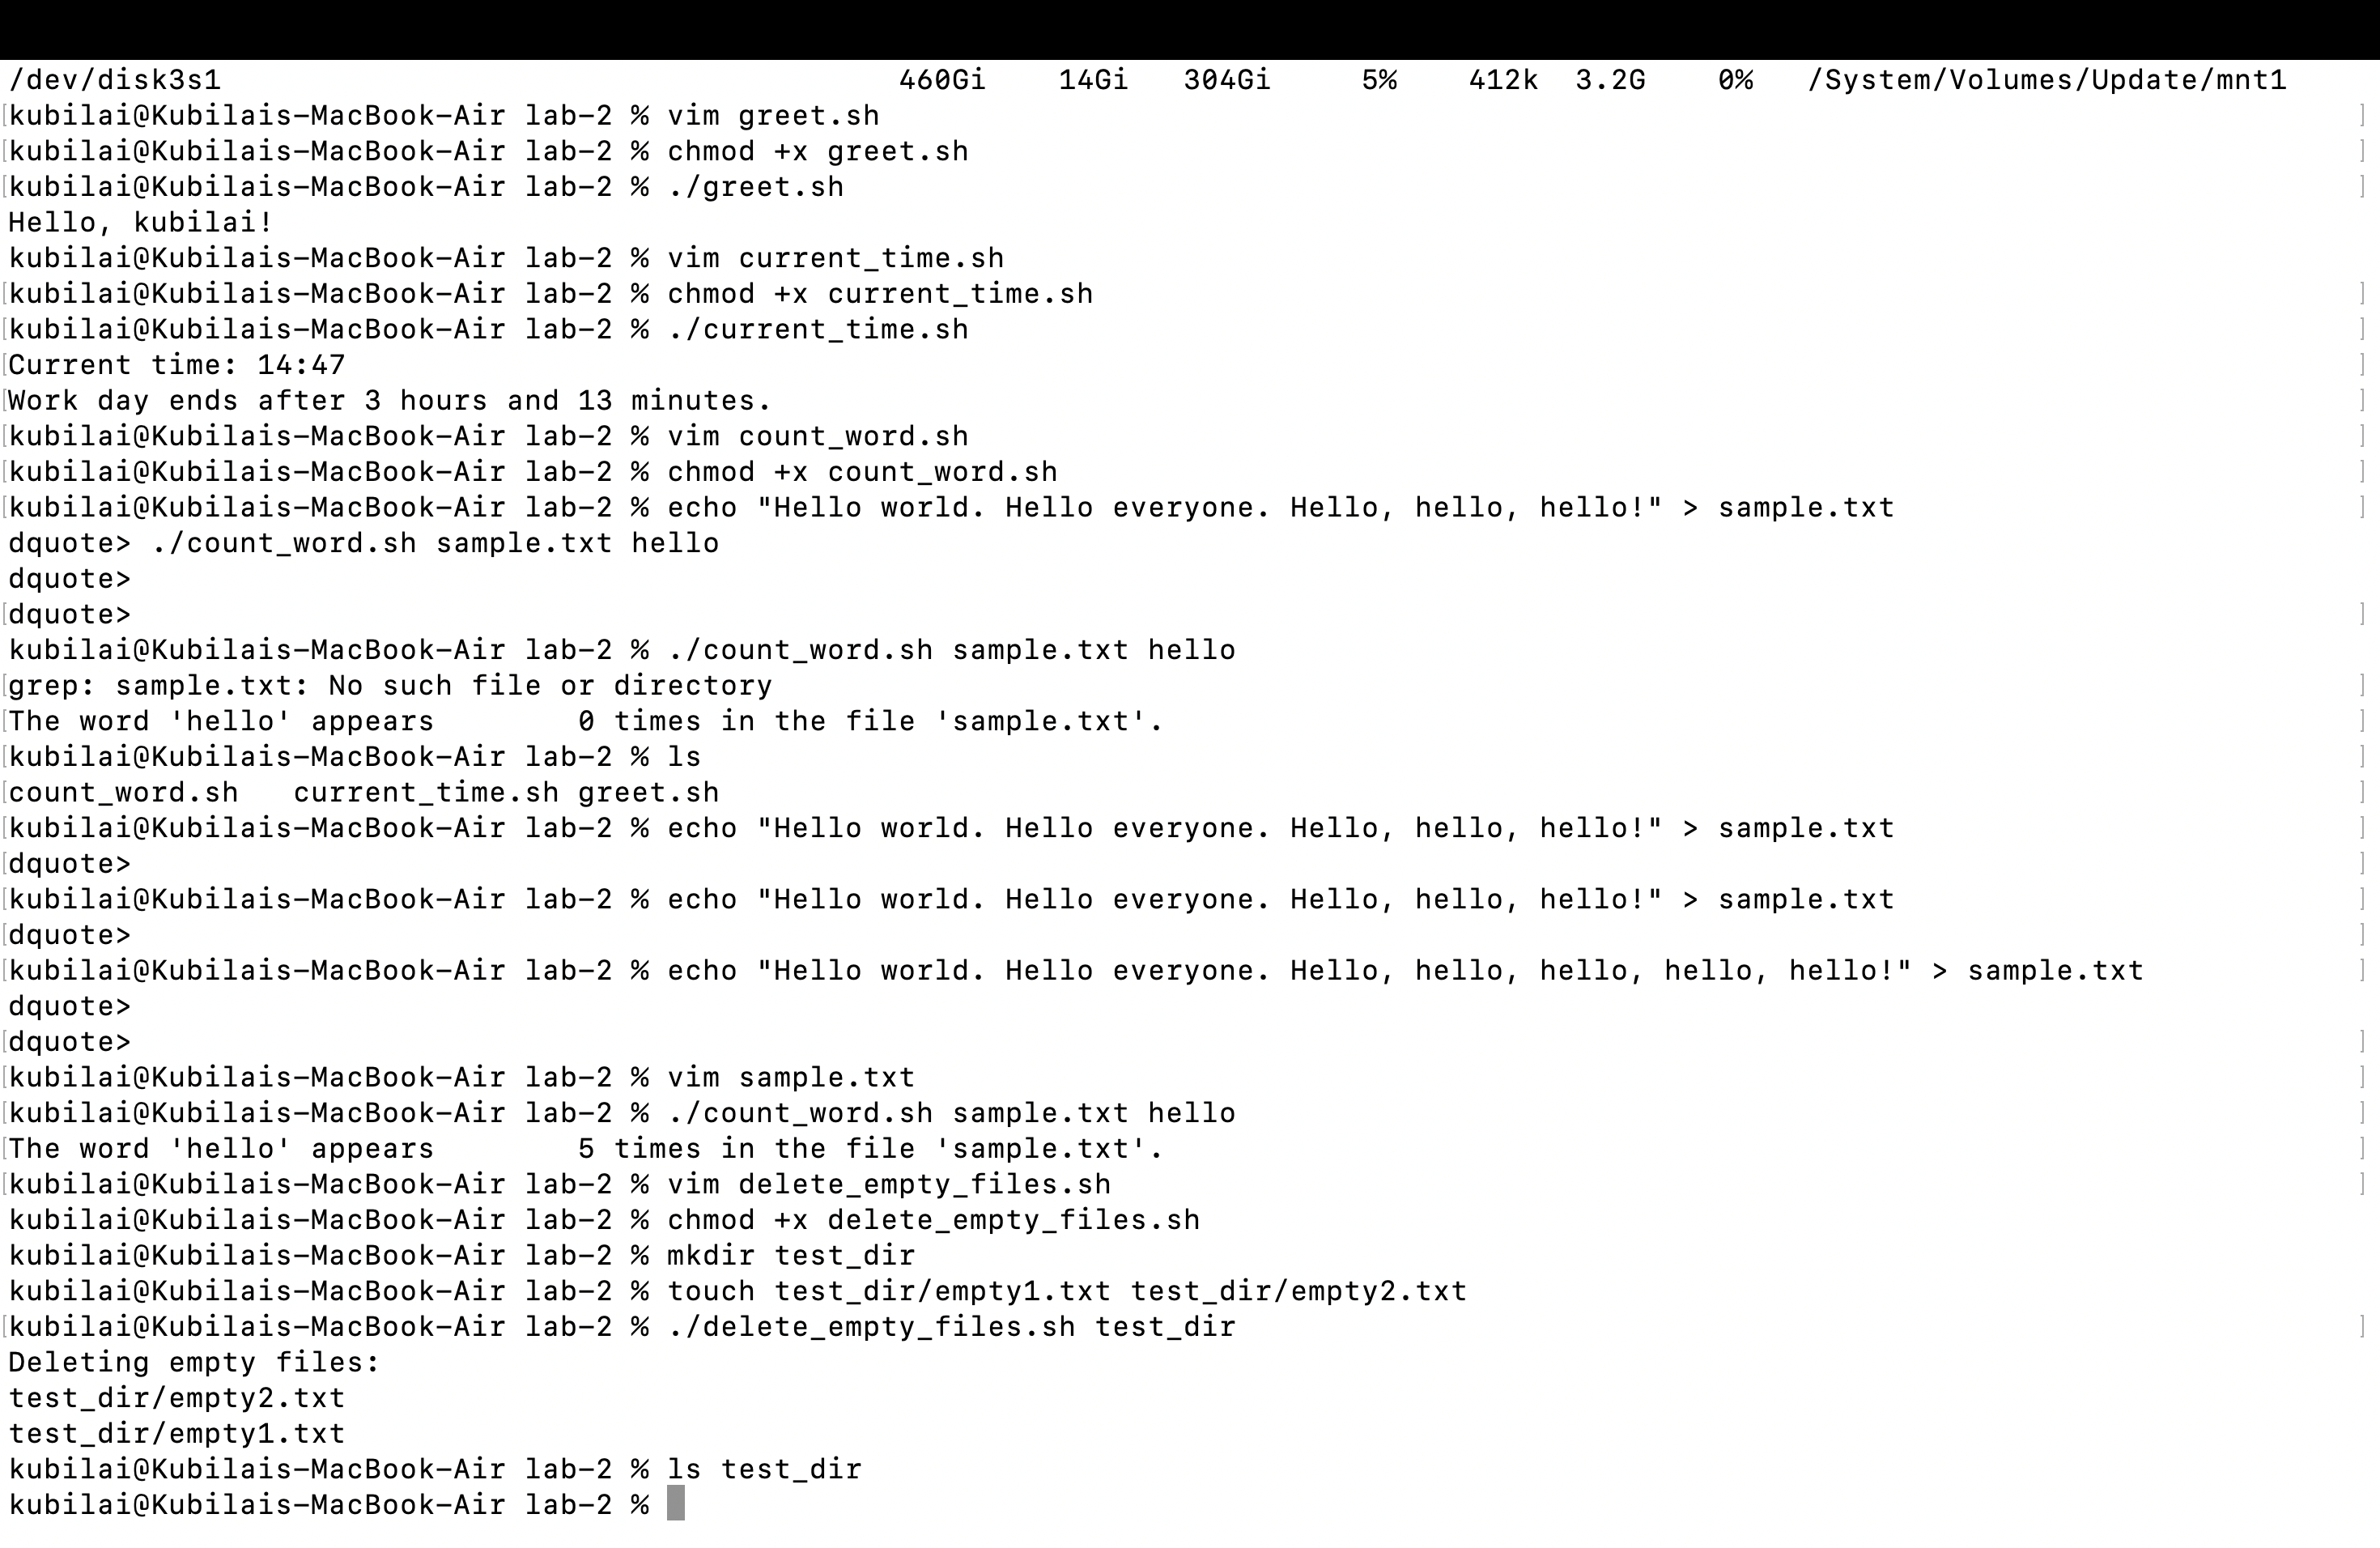 /dev/disk3s1 460Gi 14Gi 304Gi 5% 412k 3.2G 0% /System/Volumes/Update/mnt1
[kubilai@Kubilais-MacBook-Air lab-2 % vim greet.sh ]
[kubilai@Kubilais-MacBook-Air lab-2 % chmod +x greet.sh ]
[kubilai@Kubilais-MacBook-Air lab-2 % ./greet.sh ]
Hello, kubilai!
kubilai@Kubilais-MacBook-Air lab-2 % vim current_time.sh
[kubilai@Kubilais-MacBook-Air lab-2 % chmod +x current_time.sh ]
[kubilai@Kubilais-MacBook-Air lab-2 % ./current_time.sh ]
[Current time: 14:47 ]
[Work day ends after 3 hours and 13 minutes. ]
[kubilai@Kubilais-MacBook-Air lab-2 % vim count_word.sh ]
[kubilai@Kubilais-MacBook-Air lab-2 % chmod +x count_word.sh ]
[kubilai@Kubilais-MacBook-Air lab-2 % echo "Hello world. Hello everyone. Hello, hello, hello!" > sample.txt ]
dquote> ./count_word.sh sample.txt hello
dquote>
[dquote> ]
kubilai@Kubilais-MacBook-Air lab-2 % ./count_word.sh sample.txt hello
[grep: sample.txt: No such file or directory ]
[The word 'hello' appears        0 times in the file 'sample.txt'. ]
[kubilai@Kubilais-MacBook-Air lab-2 % ls ]
[count_word.sh   current_time.sh greet.sh ]
[kubilai@Kubilais-MacBook-Air lab-2 % echo "Hello world. Hello everyone. Hello, hello, hello!" > sample.txt ]
[dquote> ]
[kubilai@Kubilais-MacBook-Air lab-2 % echo "Hello world. Hello everyone. Hello, hello, hello!" > sample.txt ]
[dquote> ]
[kubilai@Kubilais-MacBook-Air lab-2 % echo "Hello world. Hello everyone. Hello, hello, hello, hello, hello!" > sample.txt ]
dquote>
[dquote> ]
[kubilai@Kubilais-MacBook-Air lab-2 % vim sample.txt ]
[kubilai@Kubilais-MacBook-Air lab-2 % ./count_word.sh sample.txt hello ]
[The word 'hello' appears        5 times in the file 'sample.txt'. ]
[kubilai@Kubilais-MacBook-Air lab-2 % vim delete_empty_files.sh ]
kubilai@Kubilais-MacBook-Air lab-2 % chmod +x delete_empty_files.sh
kubilai@Kubilais-MacBook-Air lab-2 % mkdir test_dir
kubilai@Kubilais-MacBook-Air lab-2 % touch test_dir/empty1.txt test_dir/empty2.txt
[kubilai@Kubilais-MacBook-Air lab-2 % ./delete_empty_files.sh test_dir ]
Deleting empty files:
test_dir/empty2.txt
test_dir/empty1.txt
kubilai@Kubilais-MacBook-Air lab-2 % ls test_dir
kubilai@Kubilais-MacBook-Air lab-2 %